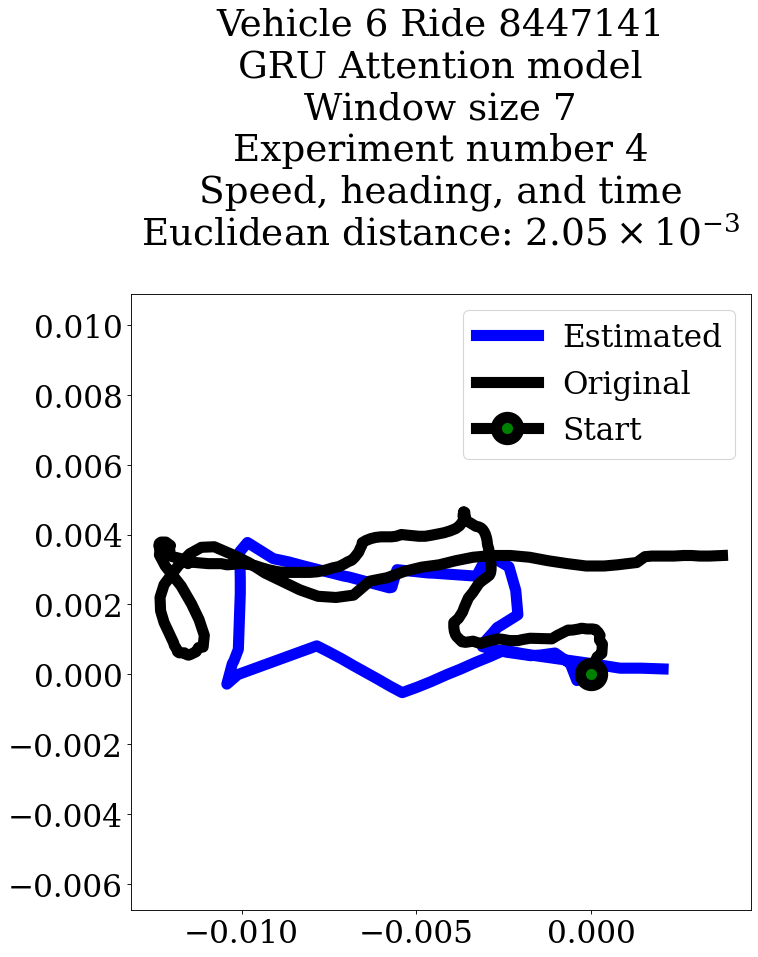 Vehicle 6 Ride 8447141
GRU Attention model
Window size 7
Experiment number 4
Speed, heading, and time
Euclidean distance: 2.05 × 10⁻³
Estimated
Original
Start
0.010
0.008
0.006
0.004
0.002
0.000
−0.002
−0.004
−0.006
−0.010
−0.005
0.000